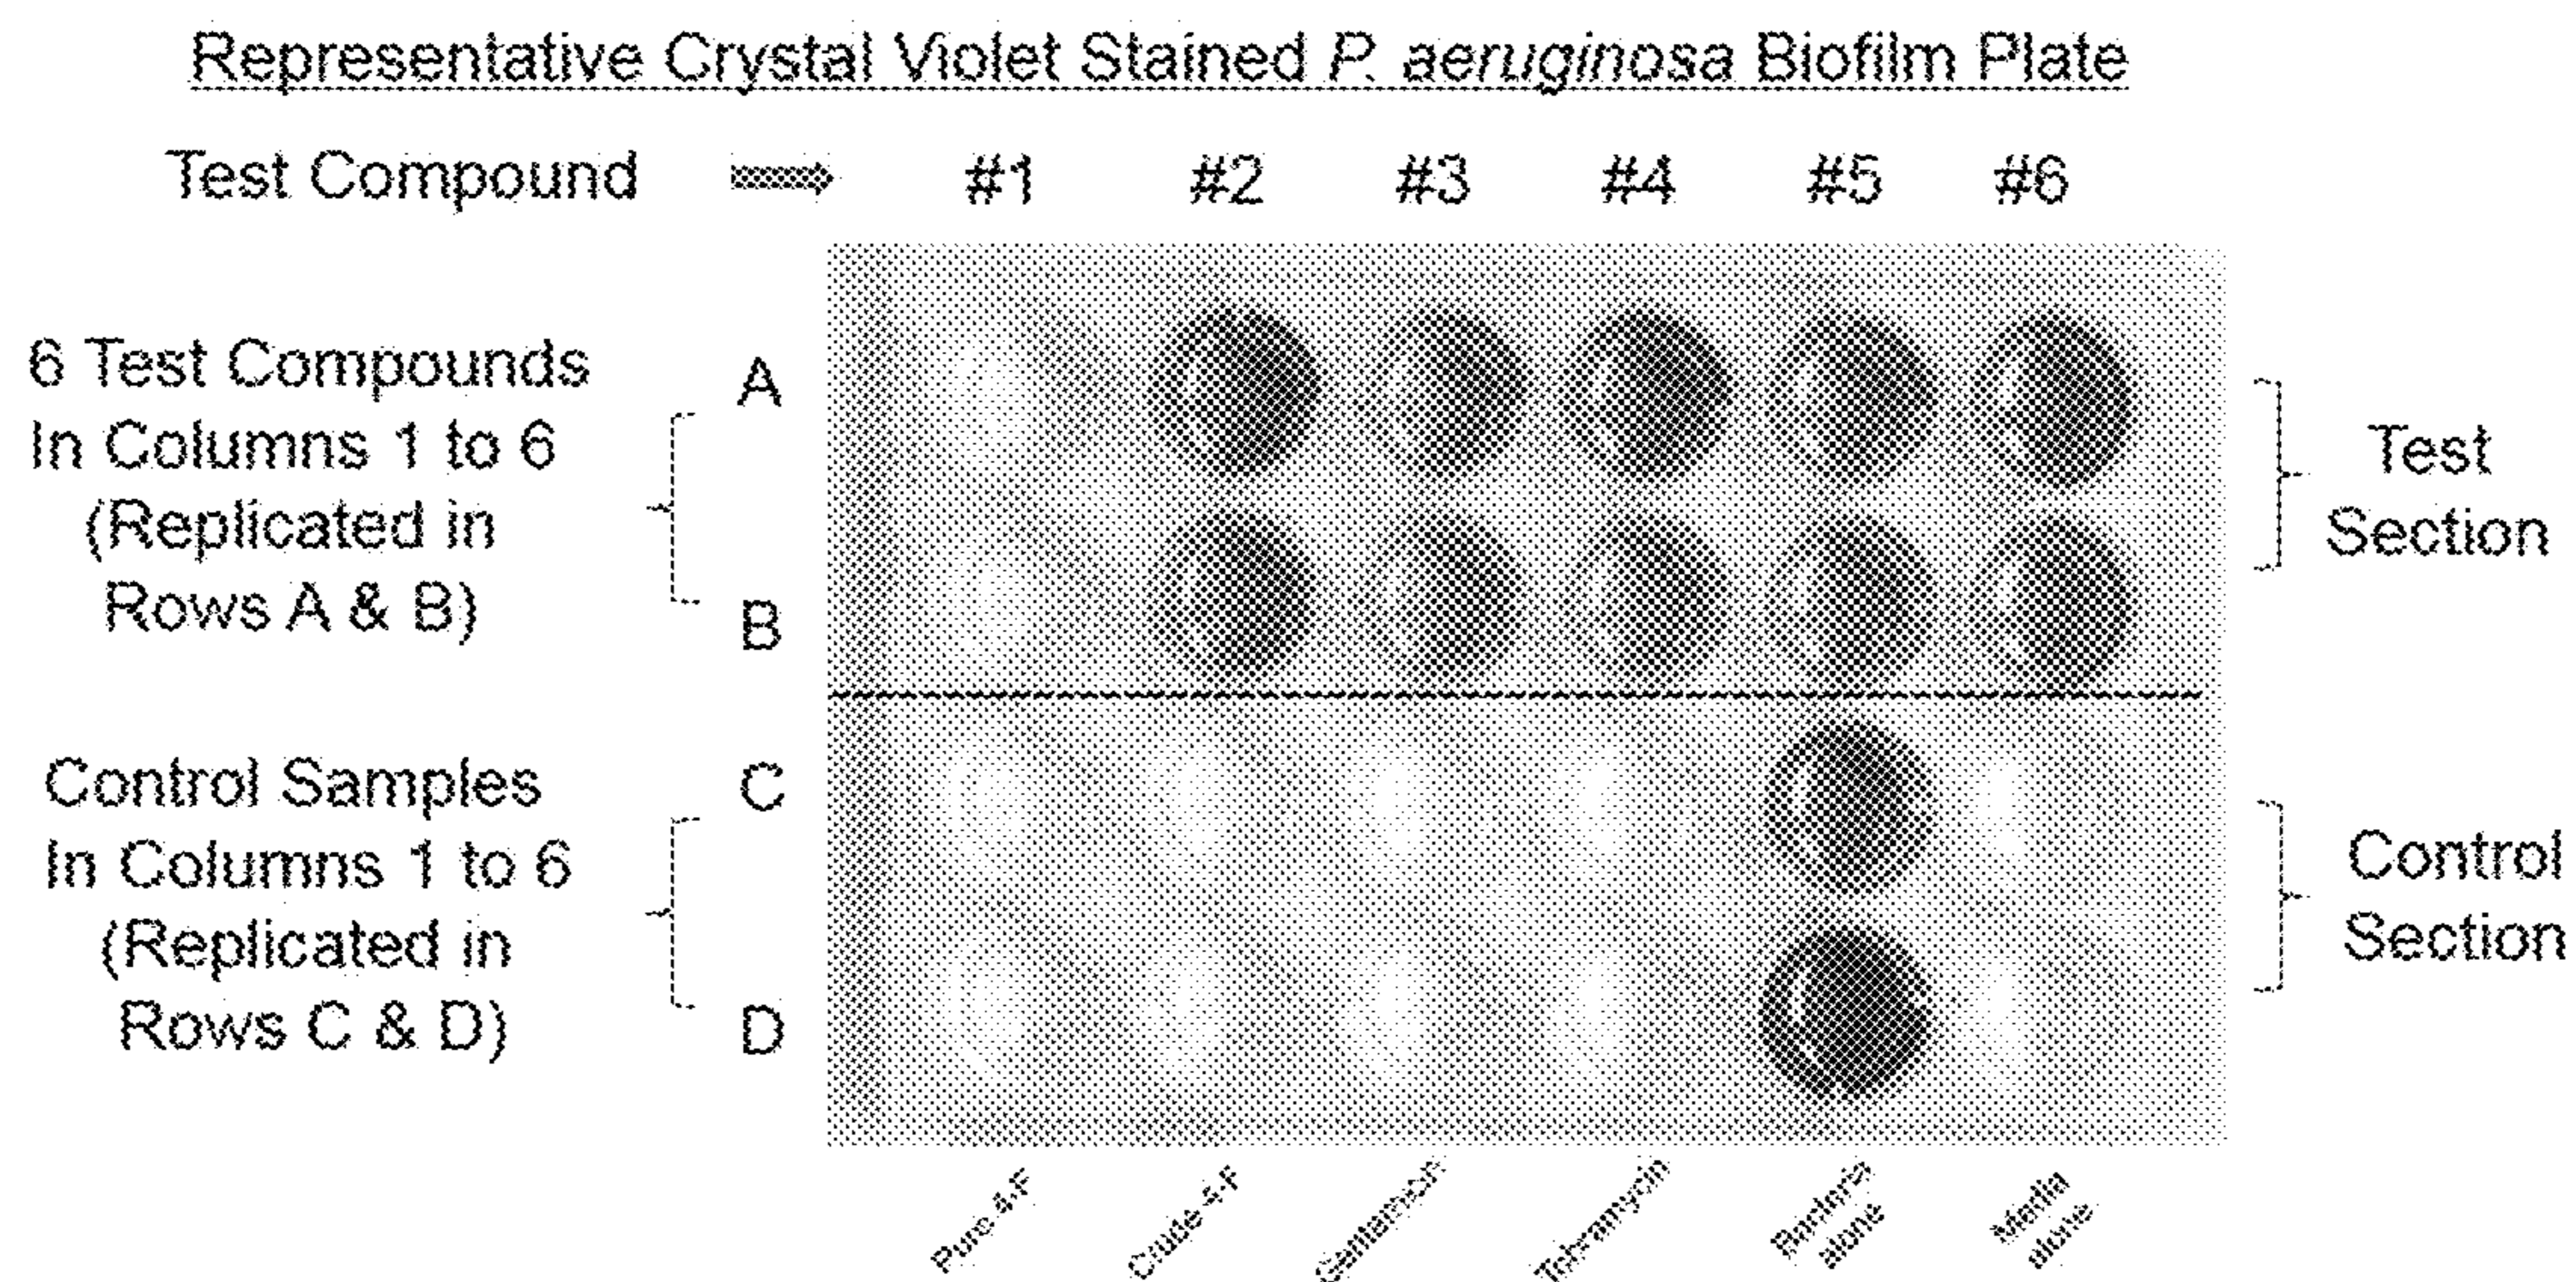 Representative Crystal Violet Stained P. aeruginosa Biofilm Plate
Test Compound #1 #2 #3 #4 #5 #6
6 Test Compounds
In Columns 1 to 6
(Replicated in
Rows A & B)
A
B
Test
Section
Control Samples
In Columns 1 to 6
(Replicated in
Rows C & D)
C
D
Control
Section
Pure 4-F
Crude 4-F
Gentamicin
Tobramycin
Bacteria
alone
Media
alone